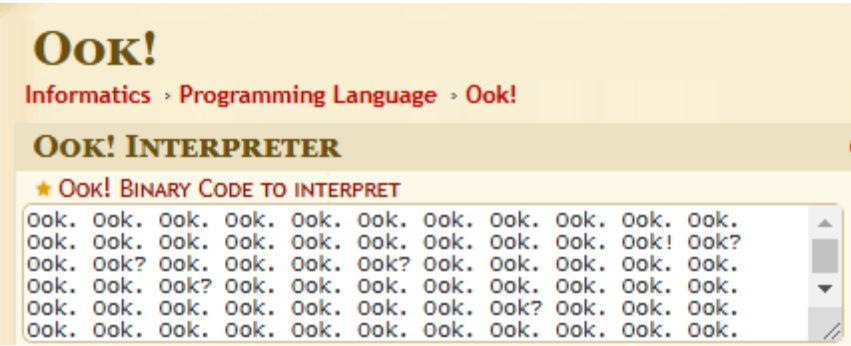 Ook!
Informatics › Programming Language › Ook!
Ook! Interpreter
★ Ook! Binary Code to interpret
Ook. Ook. Ook. Ook. Ook. Ook. Ook. Ook. Ook. Ook. Ook.
Ook. Ook. Ook. Ook. Ook. Ook. Ook. Ook. Ook. Ook! Ook?
Ook. Ook? Ook. Ook. Ook. Ook? Ook. Ook. Ook. Ook. Ook.
Ook. Ook. Ook? Ook. Ook. Ook. Ook. Ook. Ook. Ook. Ook.
Ook. Ook. Ook. Ook. Ook. Ook. Ook. Ook? Ook. Ook. Ook.
Ook. Ook. Ook. Ook. Ook. Ook. Ook. Ook. Ook. Ook. Ook.